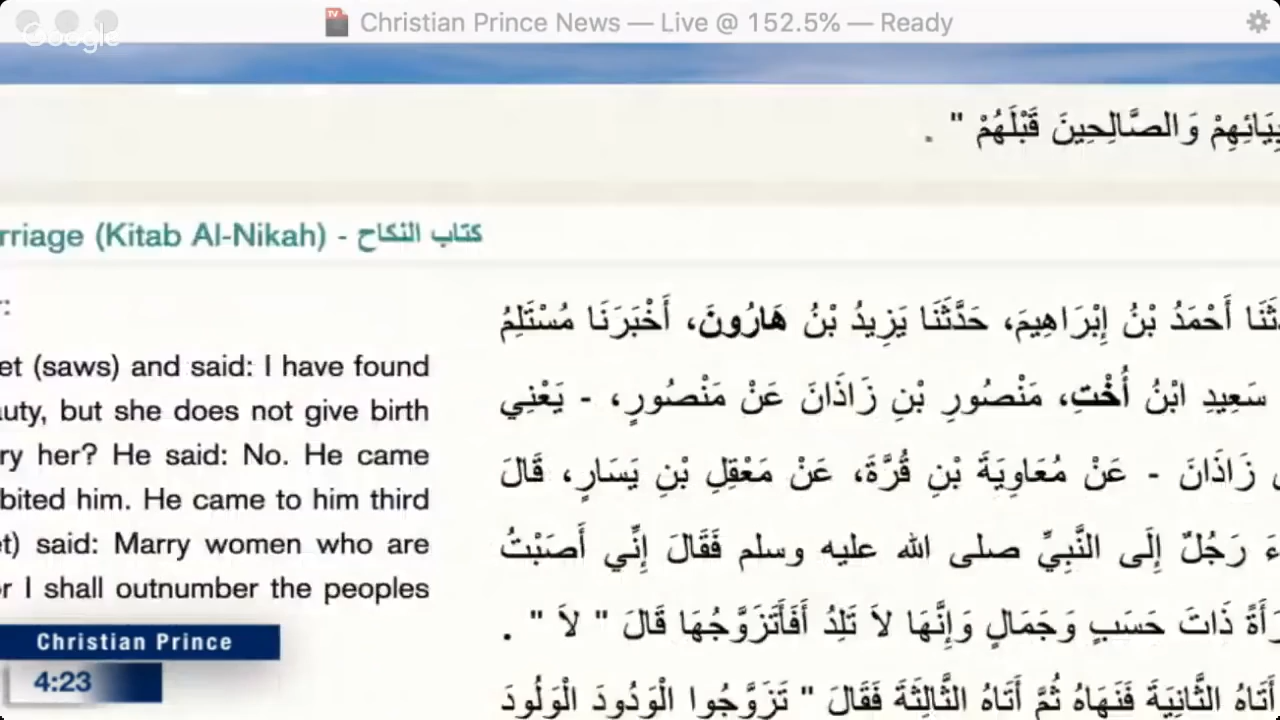 Google
Christian Prince News — Live @ 152.5% — Ready
وَالصَّالِحِينَ قَبْلَهُمْ " .
rriage (Kitab Al-Nikah) - كتاب النكاح
أَحْمَدُ بْنُ إِبْرَاهِيمَ، حَدَّثَنَا يَزِيدُ بْنُ هَارُونَ، أَخْبَرَنَا مُسْتَلِمُ
سَعِيدِ ابْنُ أُخْتِ، مَنْصُورِ بْنِ زَاذَانَ عَنْ مَنْصُورٍ، - يَعْنِي
زَاذَانَ - عَنْ مُعَاوِيَةَ بْنِ قُرَّةَ، عَنْ مَعْقِلِ بْنِ يَسَارٍ، قَالَ
رَجُلٌ إِلَى النَّبِيِّ صلى الله عليه وسلم فَقَالَ إِنِّي أَصَبْتُ
ذَاتَ حَسَبٍ وَجَمَالٍ وَإِنَّهَا لاَ تَلِدُ أَفَأَتَزَوَّجُهَا قَالَ " لاَ " .
أَتَاهُ الثَّانِيَةَ فَنَهَاهُ ثُمَّ أَتَاهُ الثَّالِثَةَ فَقَالَ " تَزَوَّجُوا الْوَدُودَ الْوَلُودَ
et (saws) and said: I have found
uty, but she does not give birth
ry her? He said: No. He came
bited him. He came to him third
et) said: Marry women who are
r I shall outnumber the peoples
Christian Prince
4:23